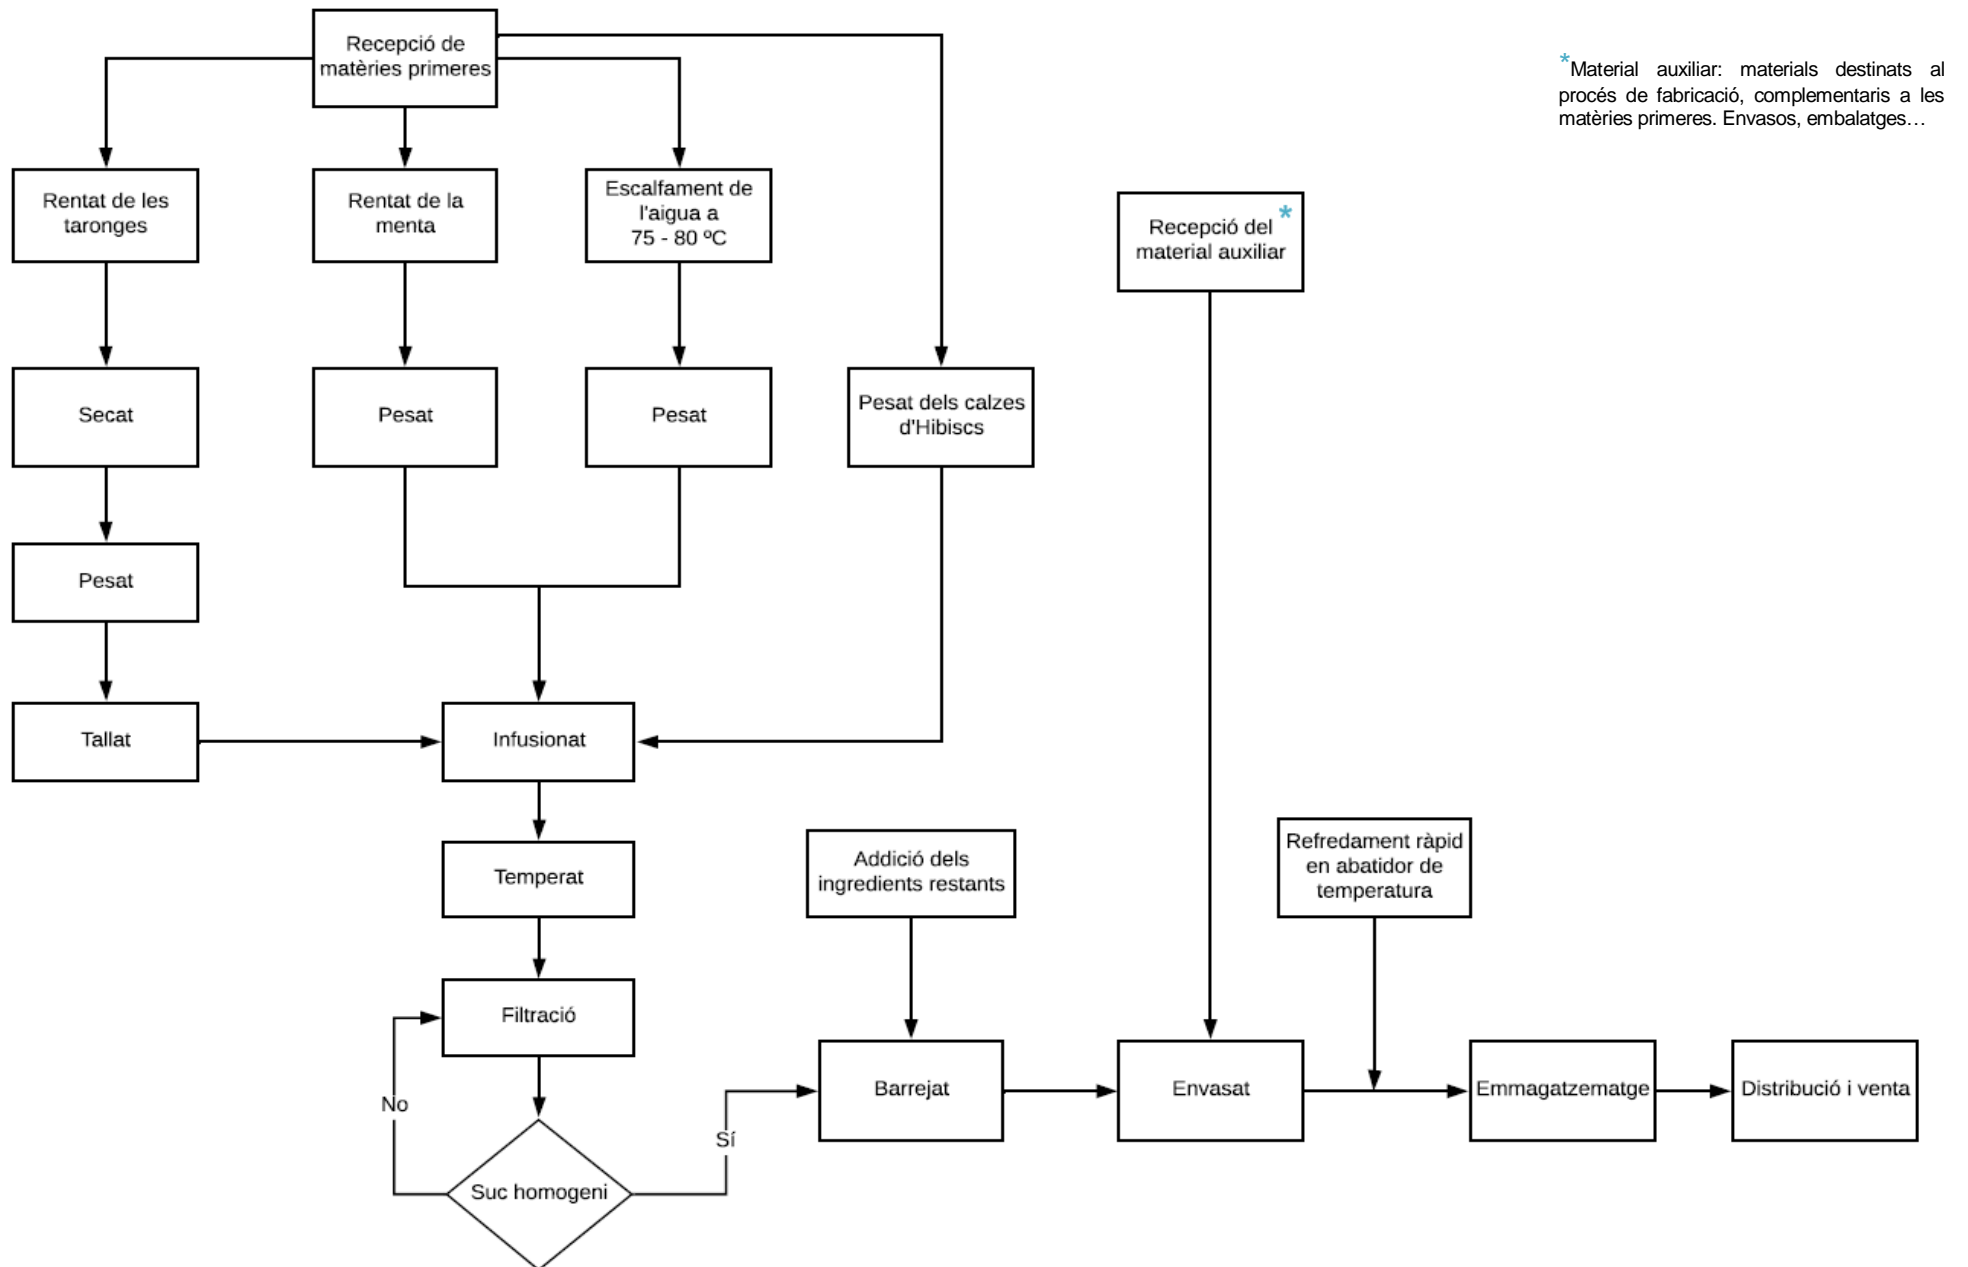 Recepció de
matèries primeres
*Material auxiliar: materials destinats al
procés de fabricació, complementaris a les
matèries primeres. Envasos, embalatges…
Rentat de les
taronges
Rentat de la
menta
Escalfament de
l'aigua a
75 - 80 ºC
Recepció del *
material auxiliar
Secat
Pesat
Pesat
Pesat dels calzes
d'Hibiscs
Pesat
Tallat
Infusionat
Temperat
Addició dels
ingredients restants
Refredament ràpid
en abatidor de
temperatura
Filtració
No
Suc homogeni
Sí
Barrejat
Envasat
Emmagatzematge
Distribució i venta